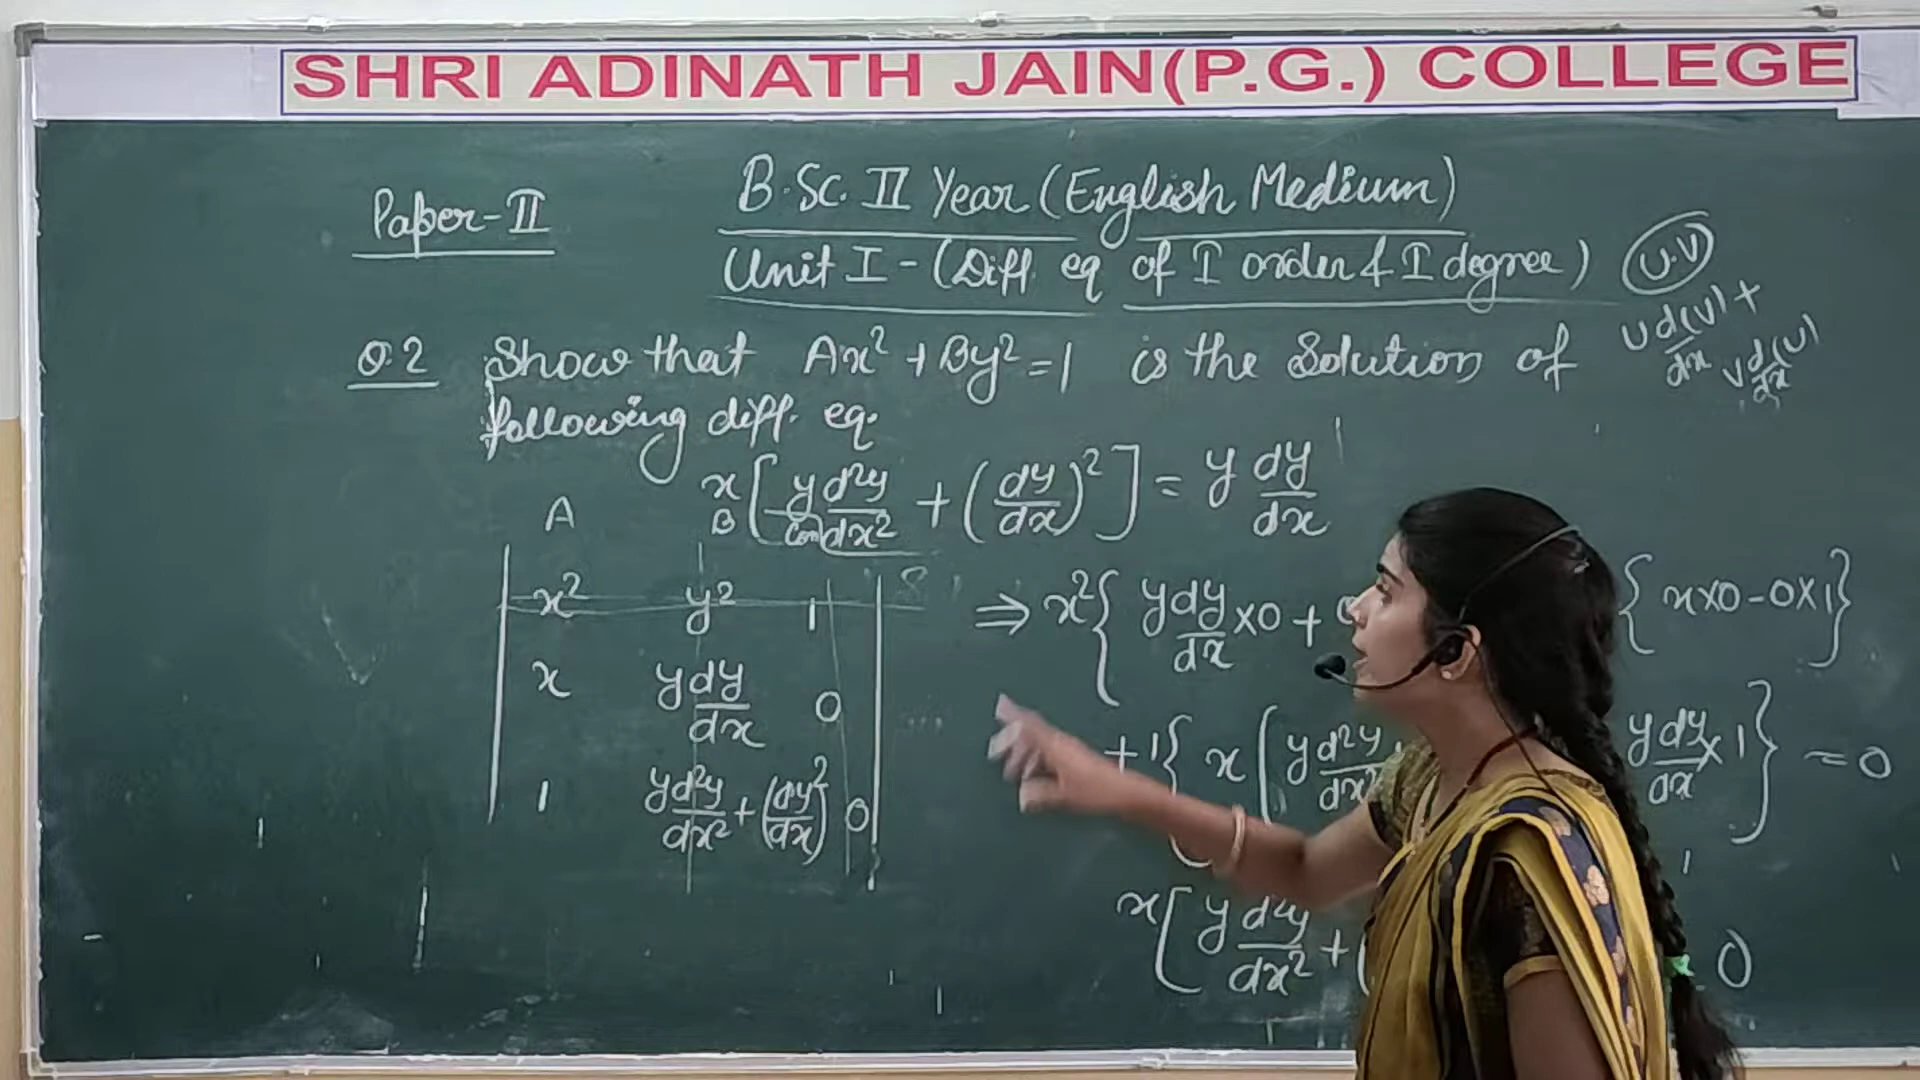 SHRI ADINATH JAIN(P.G.) COLLEGE
Paper-II
B.Sc. II Year (English Medium)
Unit I - (Diff eq of I order & I degree)
U.V
U d(V)/dx +
V d(U)/dx
Q.2 Show that Ax² + By² = 1 is the Solution of
following diff. eq.
x[y d²y/dx² + (dy/dx)²] = y dy/dx
A B
x² y² 1
x y dy/dx 0
1 y d²y/dx² + (dy/dx)² 0
⇒ x²{ y dy/dx ×0 +
{ x×0 - 0×1}
+1{ x ( y d²y/dx²
y dy/dx ×1} = 0
x[ y d²y/dx² + (
0